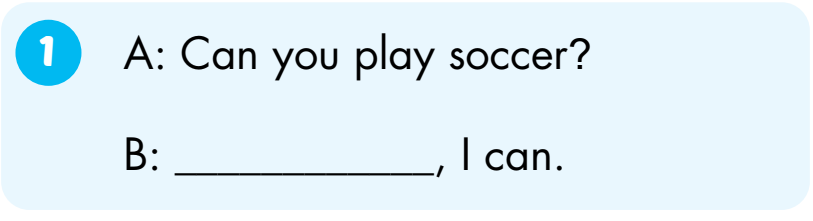 1 A: Can you play soccer?
B: ____________, I can.